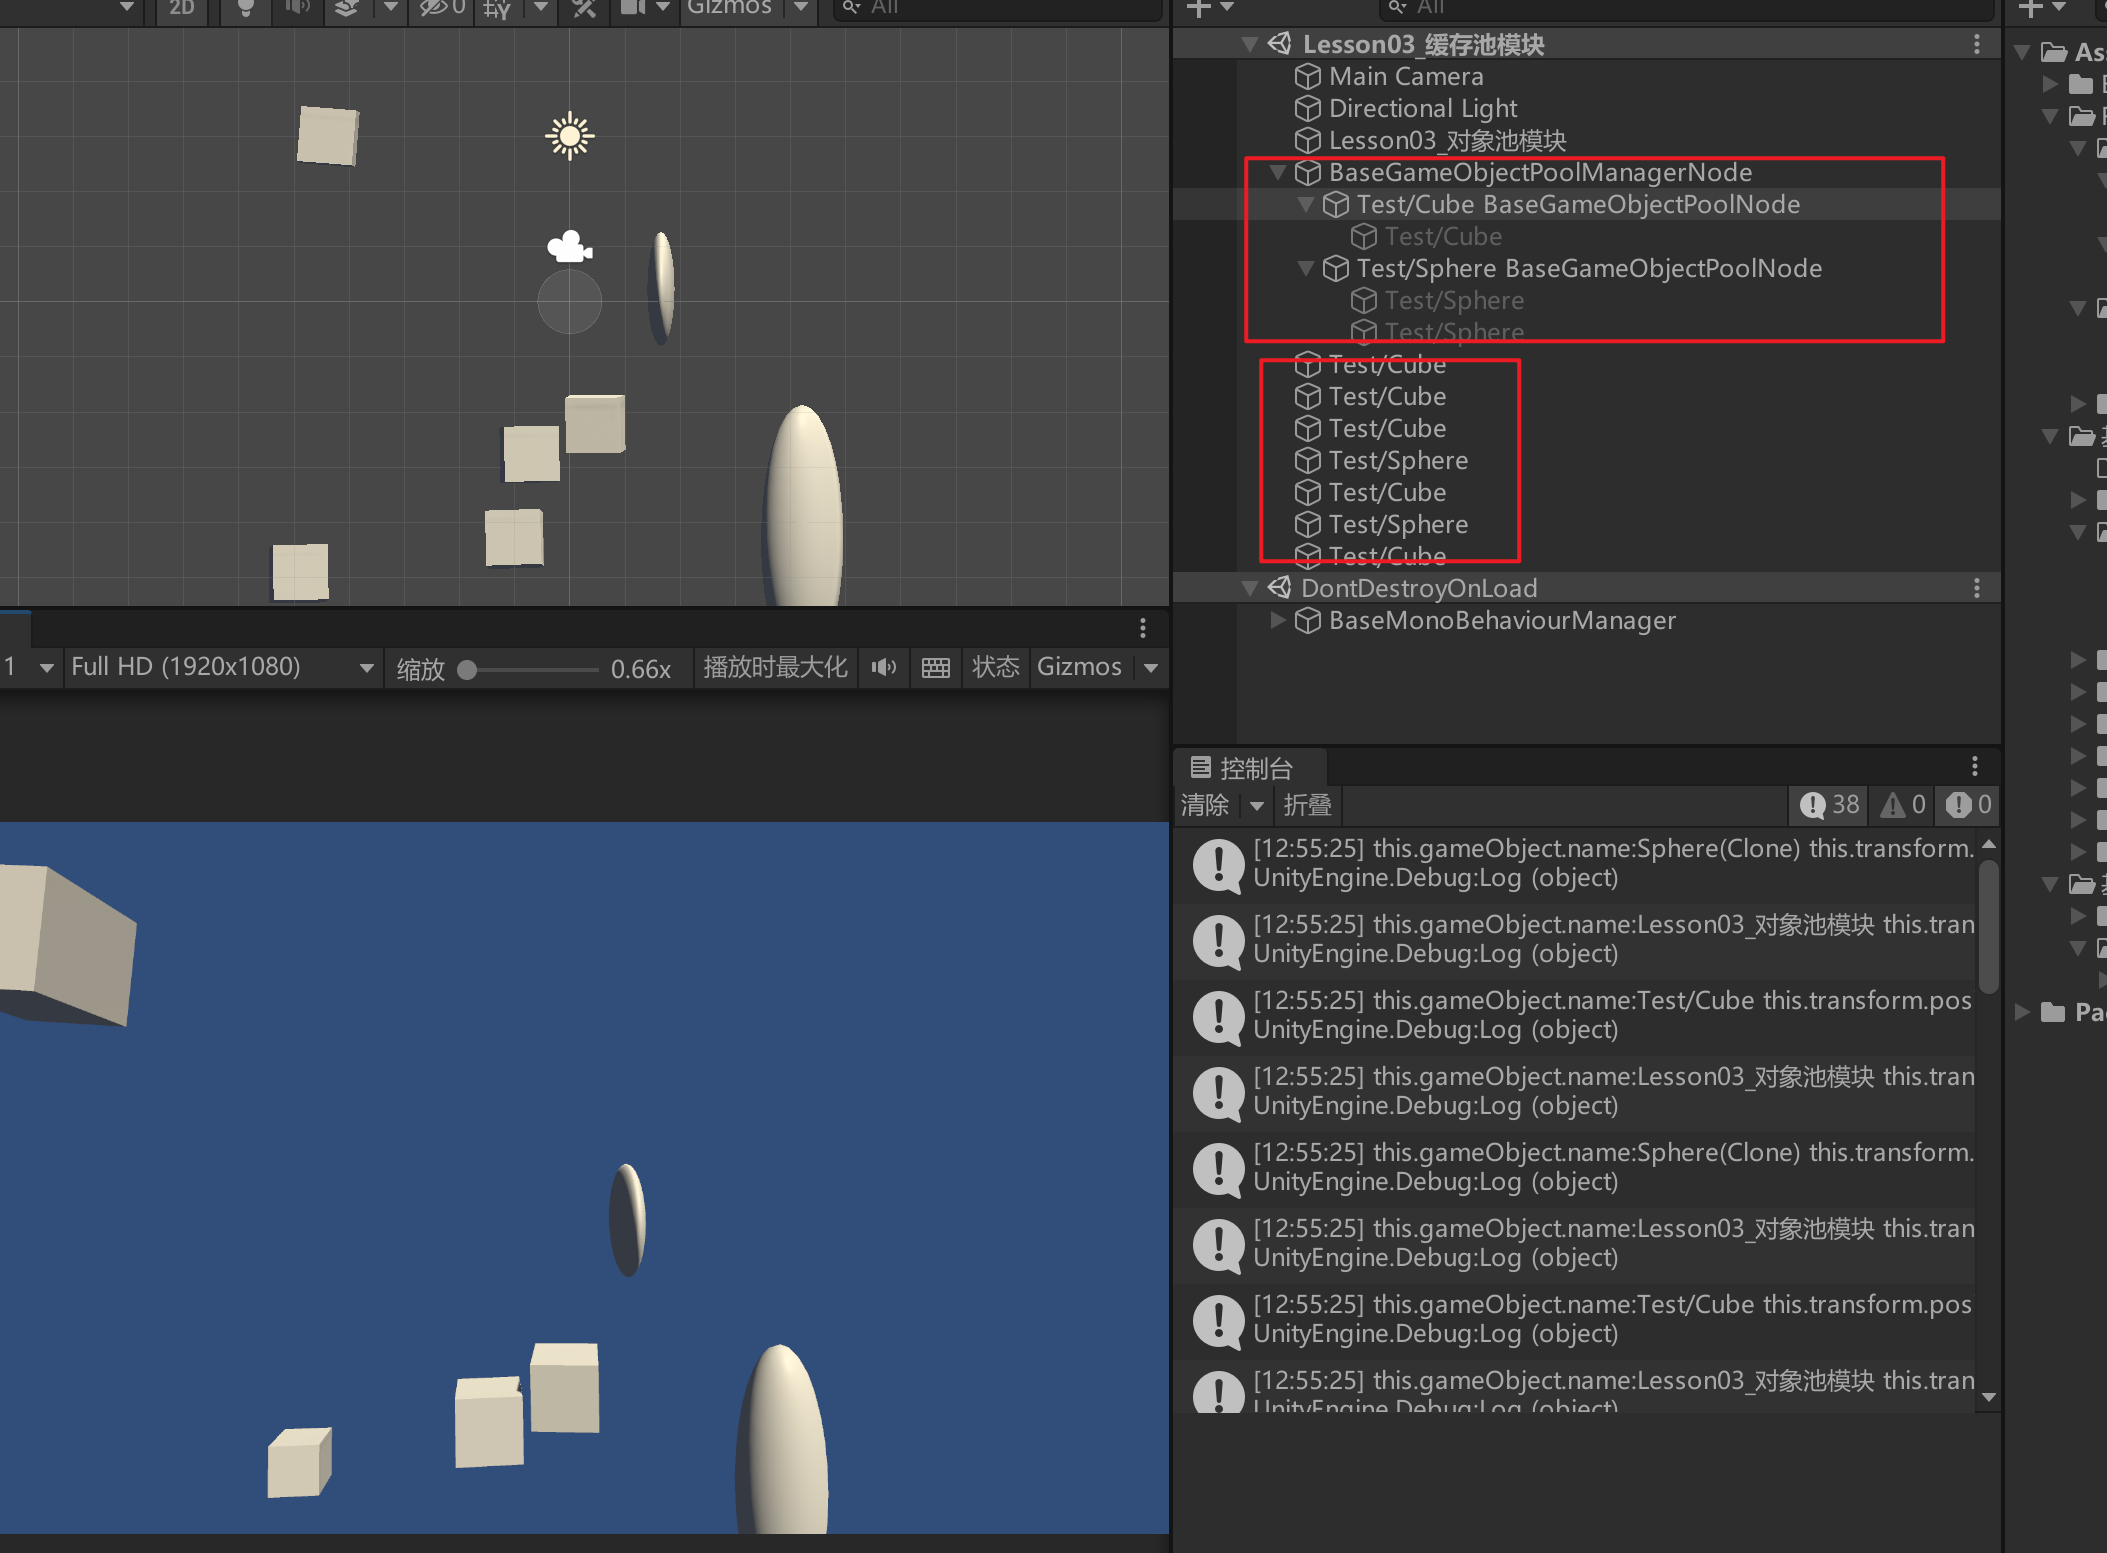 2D
0
Gizmos
All
All
Lesson03_缓存池模块
Main Camera
Directional Light
Lesson03_对象池模块
BaseGameObjectPoolManagerNode
Test/Cube BaseGameObjectPoolNode
Test/Cube
Test/Sphere BaseGameObjectPoolNode
Test/Sphere
Test/Sphere
Test/Cube
Test/Cube
Test/Cube
Test/Sphere
Test/Cube
Test/Sphere
Test/Cube
DontDestroyOnLoad
BaseMonoBehaviourManager
1
Full HD (1920x1080)
缩放
0.66x
播放时最大化
状态
Gizmos
控制台
清除
折叠
38
0
0
[12:55:25] this.gameObject.name:Sphere(Clone) this.transform.
UnityEngine.Debug:Log (object)
[12:55:25] this.gameObject.name:Lesson03_对象池模块 this.tran
UnityEngine.Debug:Log (object)
[12:55:25] this.gameObject.name:Test/Cube this.transform.pos
UnityEngine.Debug:Log (object)
[12:55:25] this.gameObject.name:Lesson03_对象池模块 this.tran
UnityEngine.Debug:Log (object)
[12:55:25] this.gameObject.name:Sphere(Clone) this.transform.
UnityEngine.Debug:Log (object)
[12:55:25] this.gameObject.name:Lesson03_对象池模块 this.tran
UnityEngine.Debug:Log (object)
[12:55:25] this.gameObject.name:Test/Cube this.transform.pos
UnityEngine.Debug:Log (object)
[12:55:25] this.gameObject.name:Lesson03_对象池模块 this.tran
UnityEngine.Debug:Log (object)
Ass
Pac